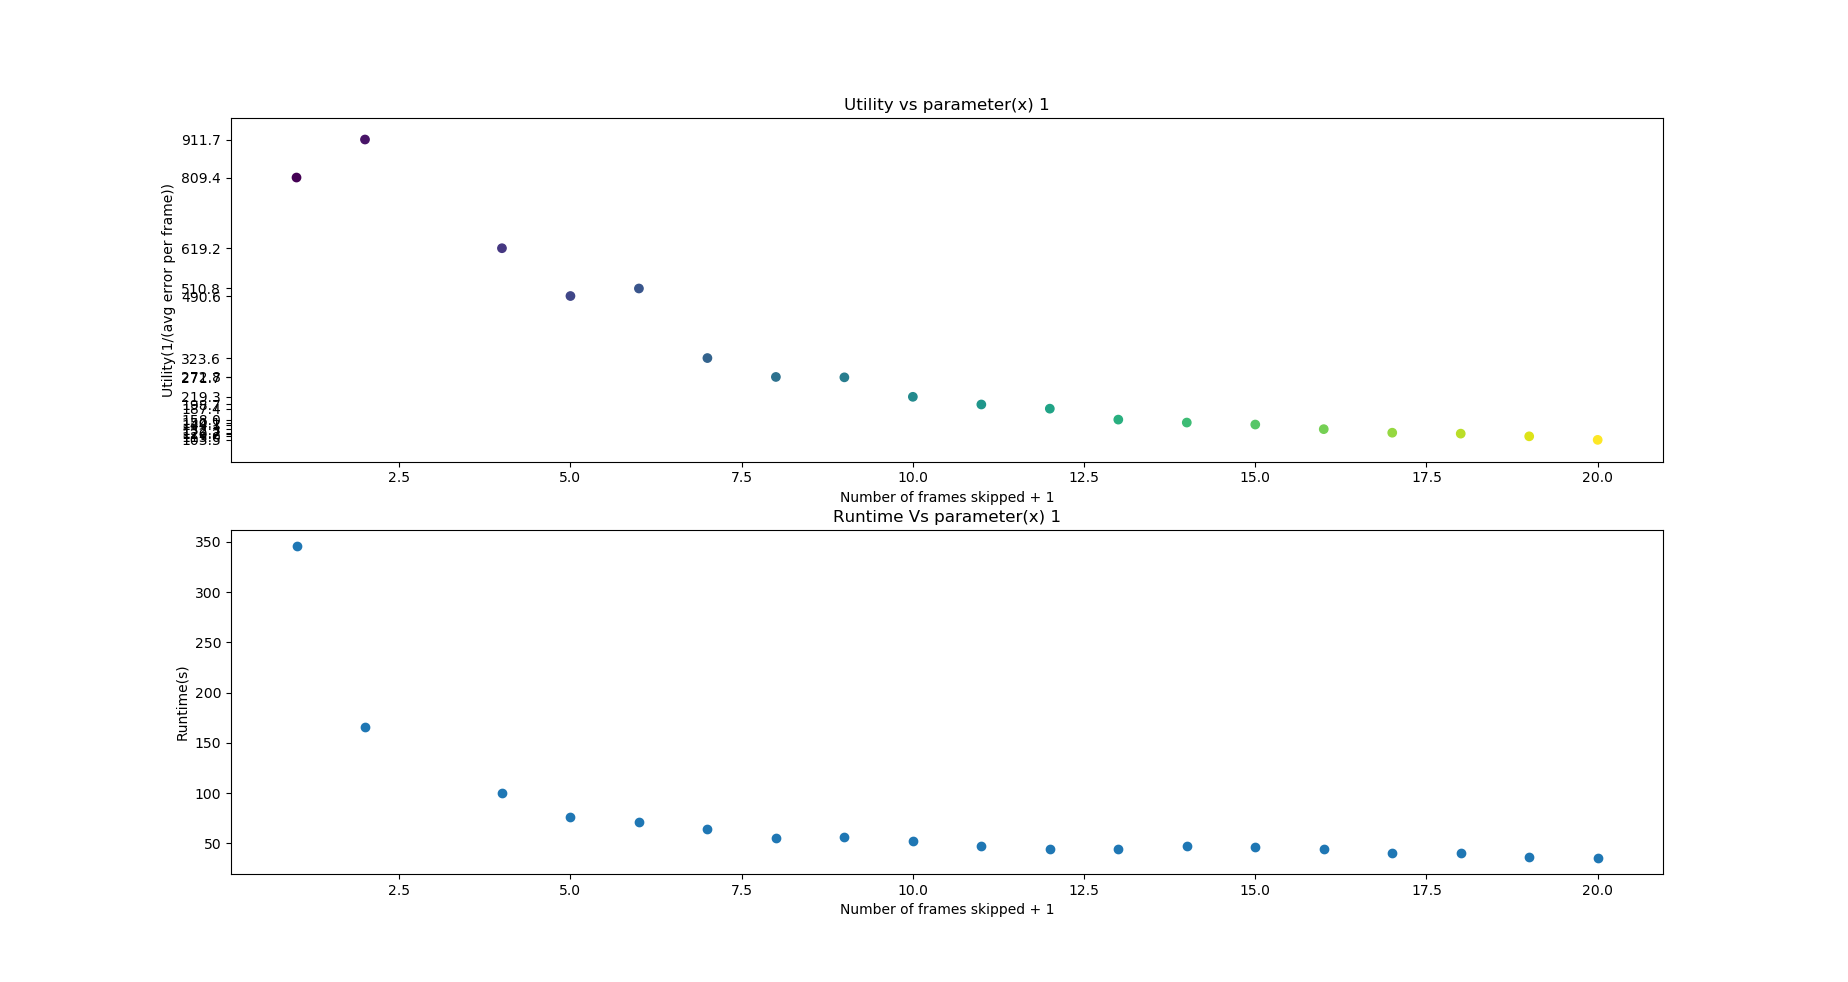 Utility vs parameter(x) 1
Utility(1/(avg error per frame))
911.7
809.4
619.2
510.8
490.6
323.6
219.3
187.4
103.5
2.5 5.0 7.5 10.0 12.5 15.0 17.5 20.0
Number of frames skipped + 1
Runtime Vs parameter(x) 1
Runtime(s)
350
300
250
200
150
100
50
2.5 5.0 7.5 10.0 12.5 15.0 17.5 20.0
Number of frames skipped + 1